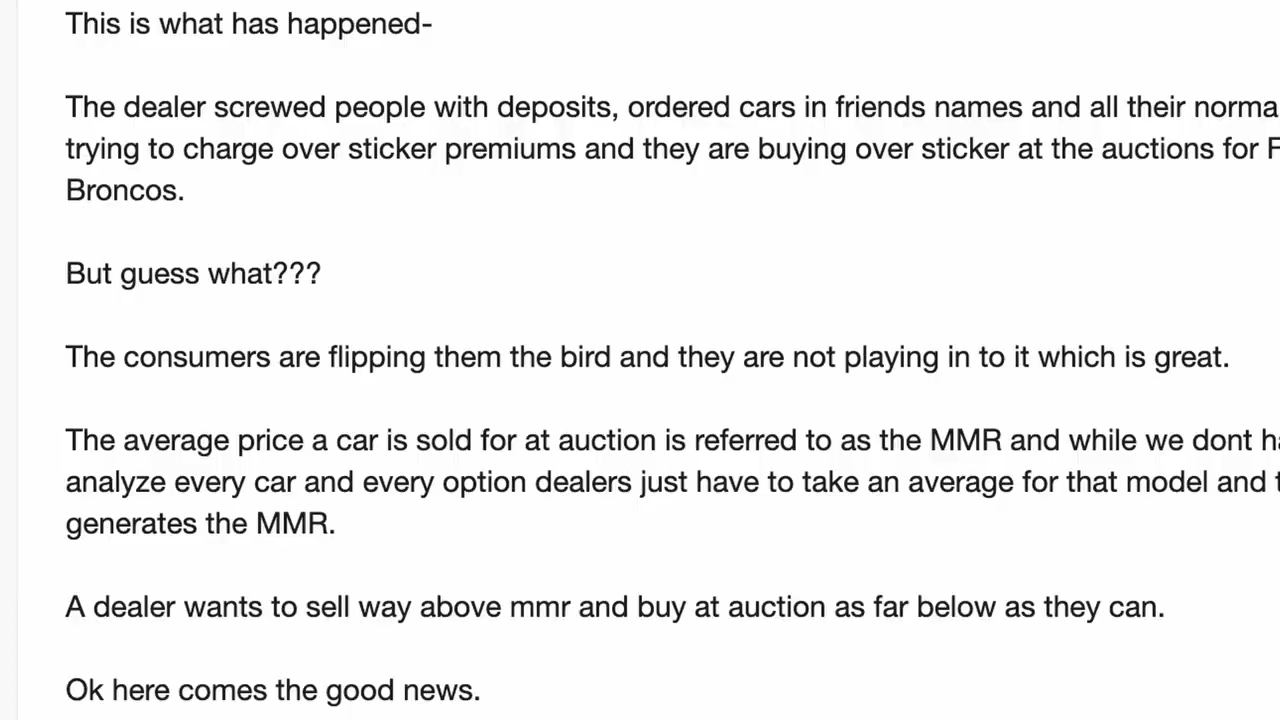 This is what has happened-
The dealer screwed people with deposits, ordered cars in friends names and all their norma
trying to charge over sticker premiums and they are buying over sticker at the auctions for F
Broncos.
But guess what???
The consumers are flipping them the bird and they are not playing in to it which is great.
The average price a car is sold for at auction is referred to as the MMR and while we dont ha
analyze every car and every option dealers just have to take an average for that model and t
generates the MMR.
A dealer wants to sell way above mmr and buy at auction as far below as they can.
Ok here comes the good news.